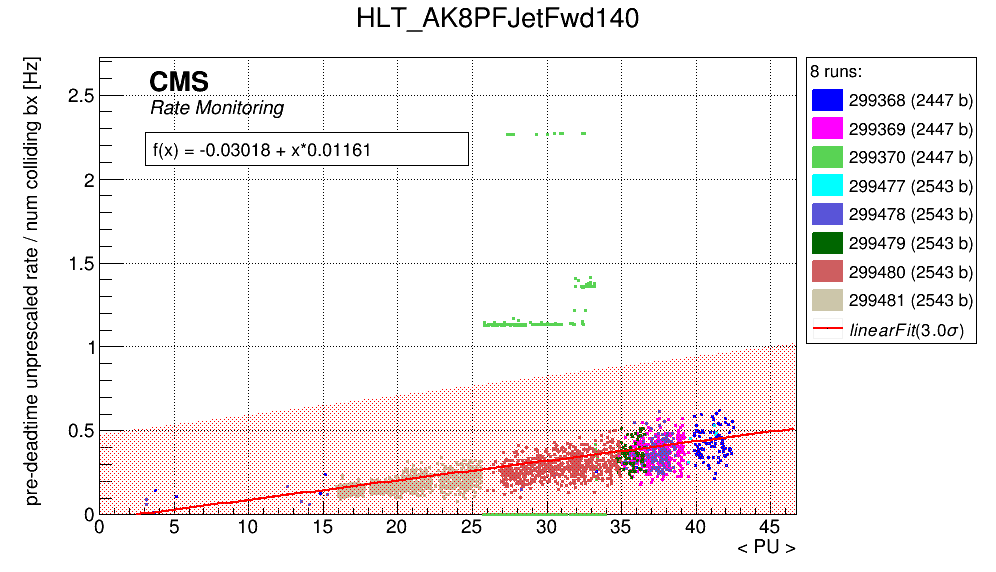 HLT_AK8PFJetFwd140
pre-deadtime unprescaled rate / num colliding bx [Hz]
CMS
Rate Monitoring
f(x) = -0.03018 + x*0.01161
2.5
2
1.5
1
0.5
0
0 5 10 15 20 25 30 35 40 45
< PU >
8 runs:
299368 (2447 b)
299369 (2447 b)
299370 (2447 b)
299477 (2543 b)
299478 (2543 b)
299479 (2543 b)
299480 (2543 b)
299481 (2543 b)
linearFit(3.0σ)